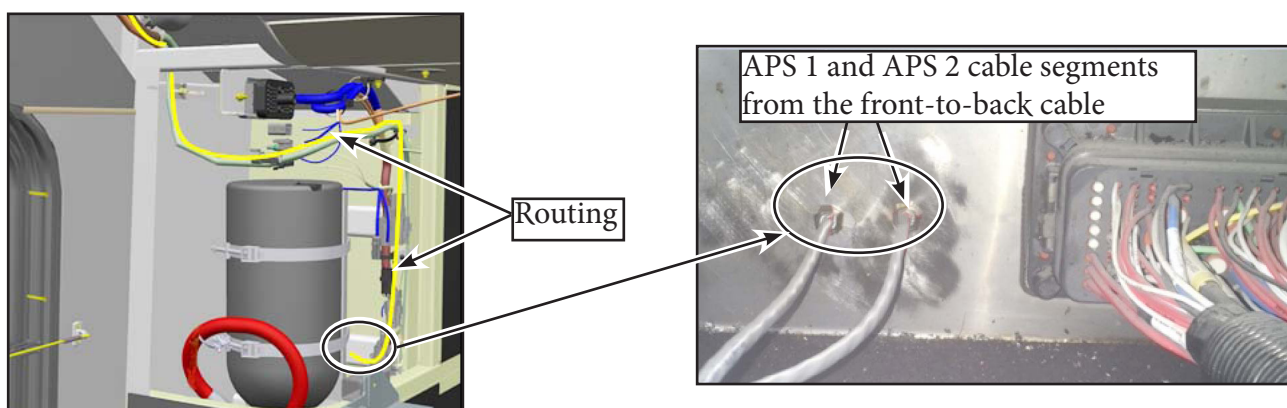 APS 1 and APS 2 cable segments
from the front-to-back cable
Routing